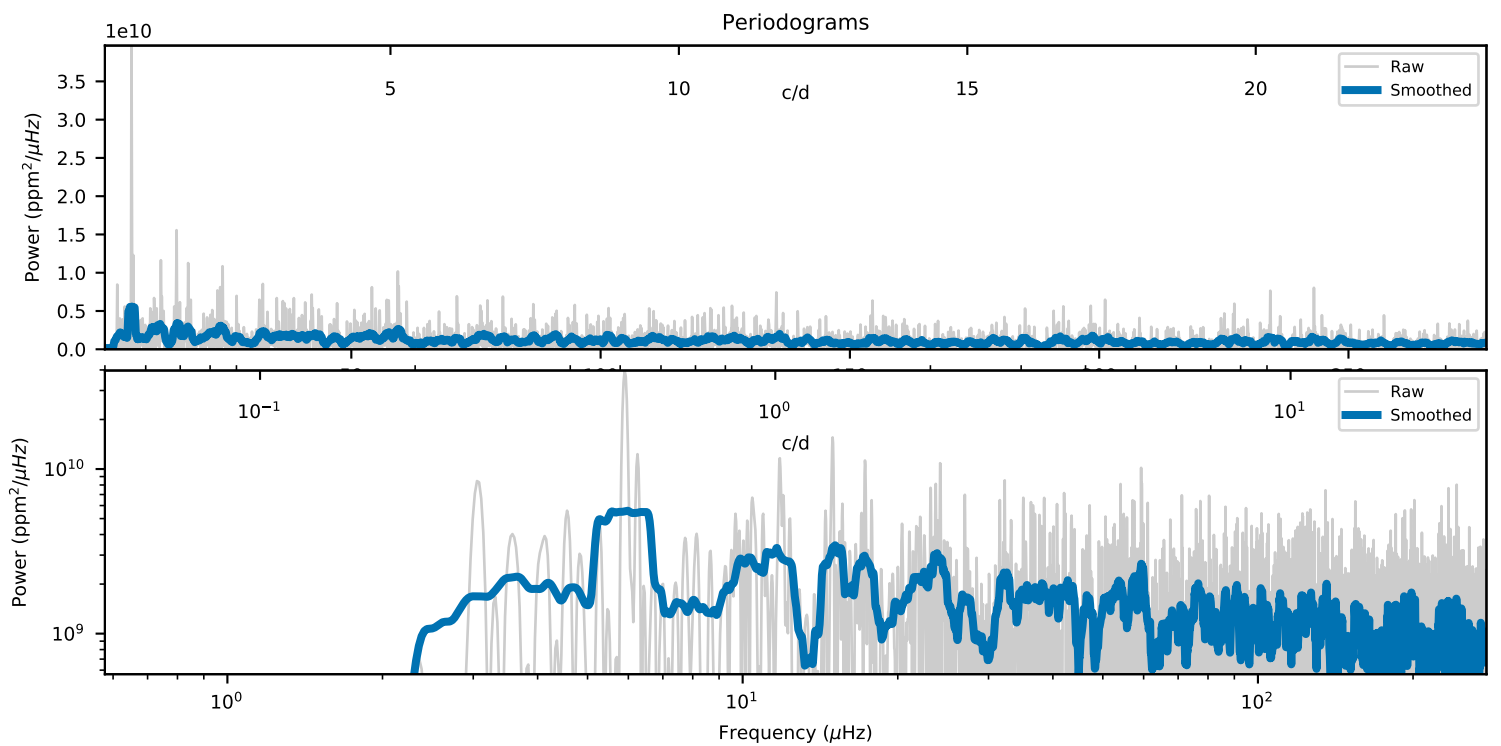 Periodograms
1e10
5 10 15 20
c/d
Raw
Smoothed
Power (ppm²/μHz)
3.5
3.0
2.5
2.0
1.5
1.0
0.5
0.0
10⁻¹ 10⁰ 10¹
c/d
Raw
Smoothed
Power (ppm²/μHz)
10¹⁰
10⁹
10⁰ 10¹ 10²
Frequency (μHz)